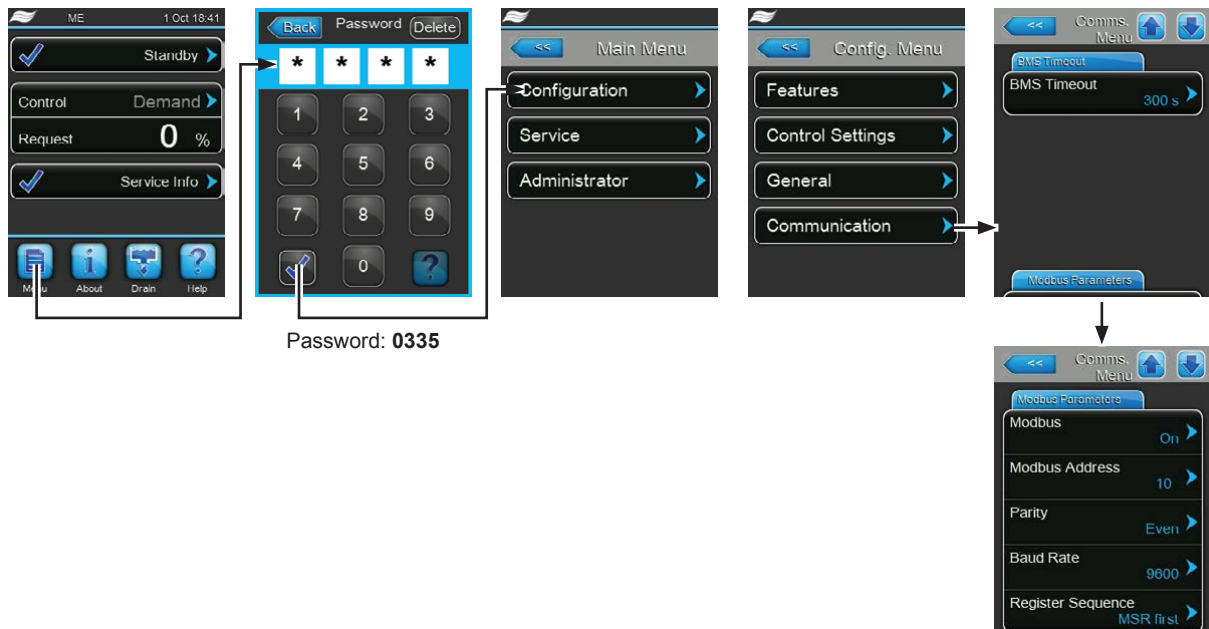 ME 1 Oct 18:41
Standby
Control Demand
Request 0 %
Service Info
Menu About Drain Help
Back Password Delete
* * * *
1 2 3
4 5 6
7 8 9
0 ?
Password: 0335
<< Main Menu
Configuration
Service
Administrator
<< Config. Menu
Features
Control Settings
General
Communication
<< Comms.
Menu
BMS Timeout
BMS Timeout
300 s
Modbus Parameters
<< Comms.
Menu
Modbus Parameters
Modbus
On
Modbus Address
10
Parity
Even
Baud Rate
9600
Register Sequence
MSR first